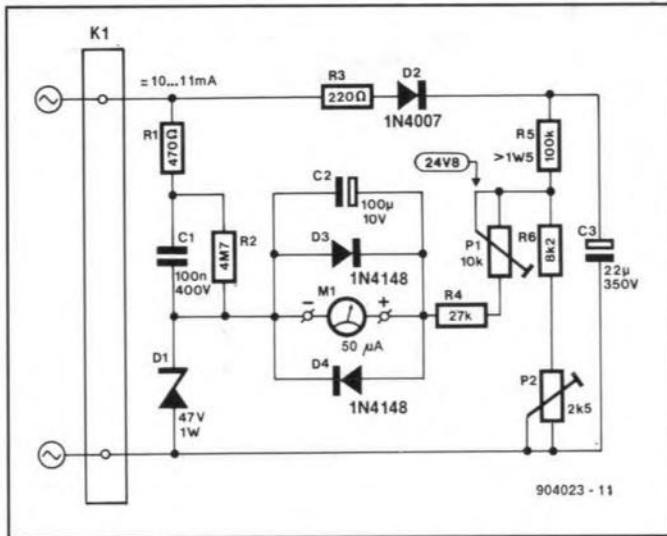 K1
= 10...11mA
R3
220Ω
D2
1N4007
R1
470Ω
R5
100k
>1W5
24V8
C2
100µ
10V
C1
100n
400V
R2
4M7
D3
1N4148
P1
10k
R6
8k2
C3
22µ
350V
M1
− +
50 µA
R4
27k
D4
1N4148
D1
47V
1W
P2
2k5
904023 - 11